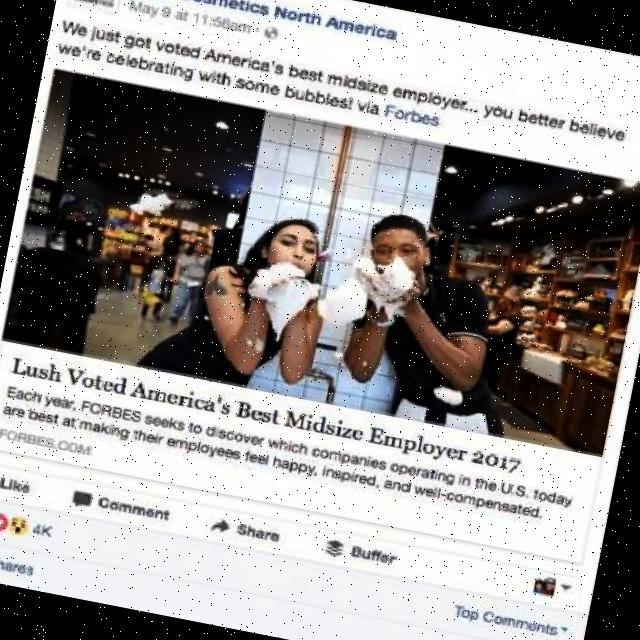 North America
May 9 at 11:58am
We just got voted America's best midsize employer... you better believe
we're celebrating with some bubbles! via Forbes
Lush Voted America's Best Midsize Employer 2017
Each year, FORBES seeks to discover which companies operating in the U.S. today
are best at making their employees feel happy, inspired, and well-compensated.
FORBES.COM
Like Comment Share Buffer
4K
Top Comments